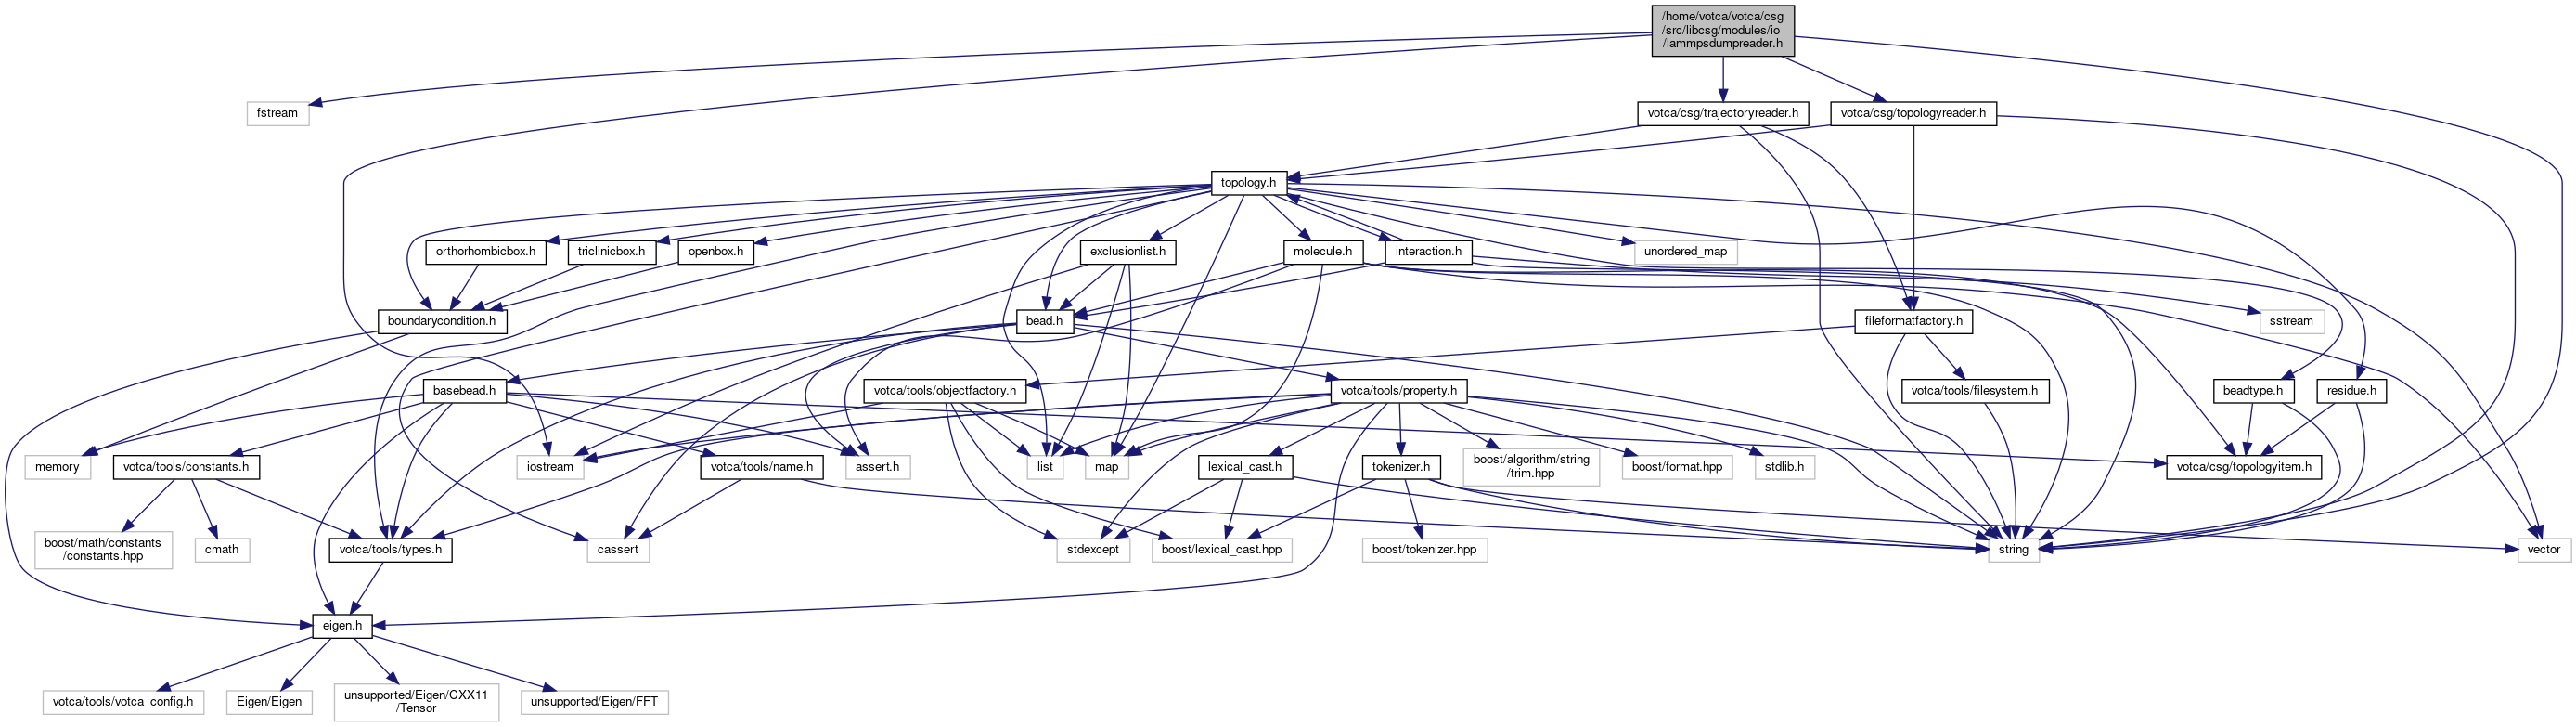 /home/votca/votca/csg
/src/libcsg/modules/io
/lammpsdumpreader.h
fstream
votca/csg/trajectoryreader.h
votca/csg/topologyreader.h
topology.h
orthorhombicbox.h
triclinicbox.h
openbox.h
exclusionlist.h
molecule.h
interaction.h
unordered_map
boundarycondition.h
bead.h
fileformatfactory.h
sstream
basebead.h
votca/tools/objectfactory.h
votca/tools/property.h
votca/tools/filesystem.h
beadtype.h
residue.h
memory
votca/tools/constants.h
iostream
votca/tools/name.h
assert.h
list
map
lexical_cast.h
tokenizer.h
boost/algorithm/string
/trim.hpp
boost/format.hpp
stdlib.h
votca/csg/topologyitem.h
boost/math/constants
/constants.hpp
cmath
votca/tools/types.h
cassert
stdexcept
boost/lexical_cast.hpp
boost/tokenizer.hpp
string
vector
eigen.h
votca/tools/votca_config.h
Eigen/Eigen
unsupported/Eigen/CXX11
/Tensor
unsupported/Eigen/FFT